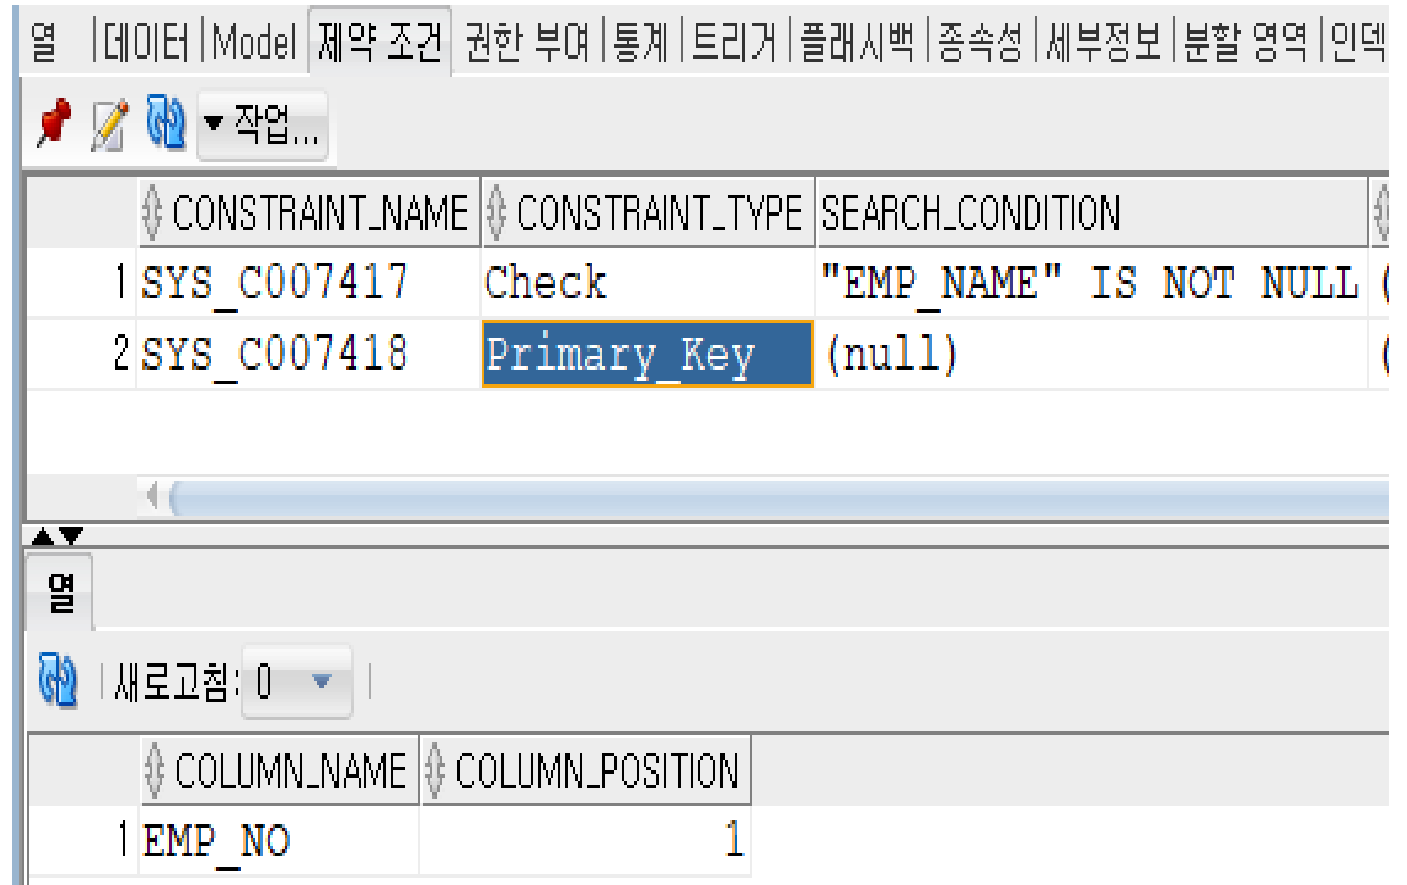 열 데이터 Model 제약 조건 권한 부여 통계 트리거 플래시백 종속성 세부정보 분할 영역 인덱
작업...
CONSTRAINT_NAME CONSTRAINT_TYPE SEARCH_CONDITION
1 SYS_C007417 Check "EMP_NAME" IS NOT NULL (
2 SYS_C007418 Primary_Key (null) (
열
새로고침: 0
COLUMN_NAME COLUMN_POSITION
1 EMP_NO 1